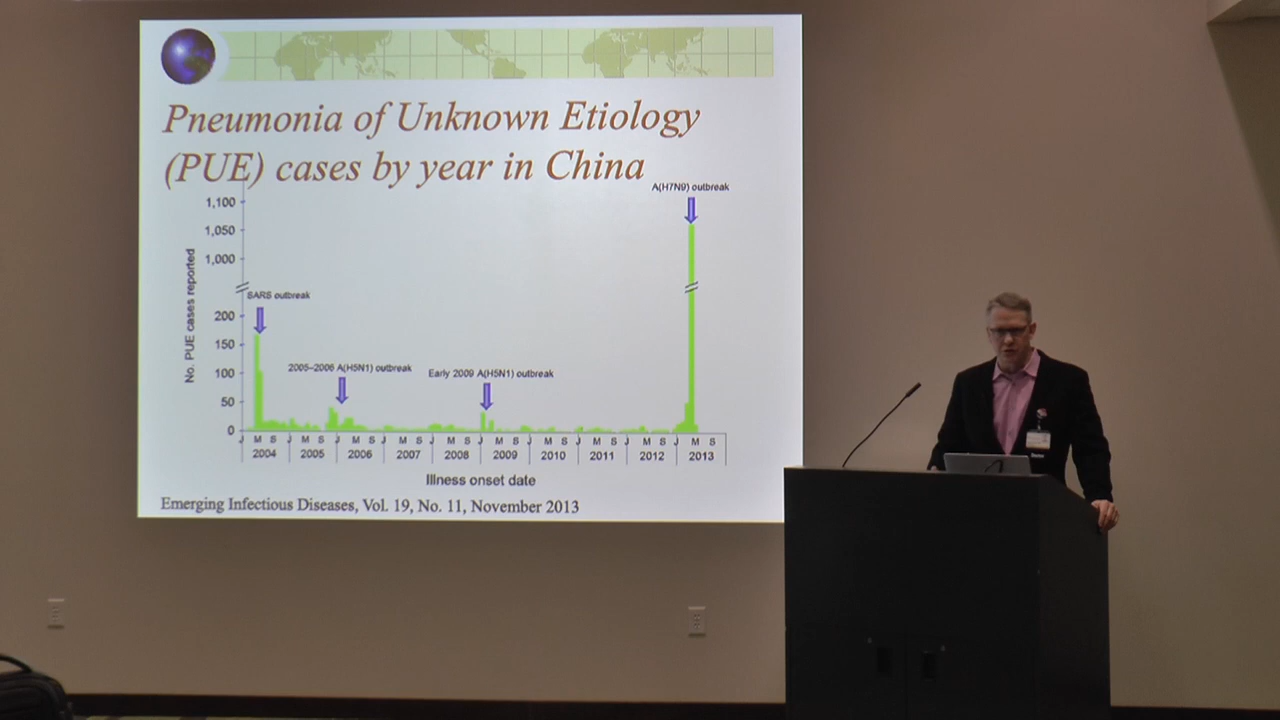 Pneumonia of Unknown Etiology
(PUE) cases by year in China
A(H7N9) outbreak
1,100
1,050
1,000
No. PUE cases reported
SARS outbreak
200
150
100
50
0
2005–2006 A(H5N1) outbreak
Early 2009 A(H5N1) outbreak
J M S J M S J M S J M S J M S J M S J M S J M S J M S J M S
2004 2005 2006 2007 2008 2009 2010 2011 2012 2013
Illness onset date
Emerging Infectious Diseases, Vol. 19, No. 11, November 2013